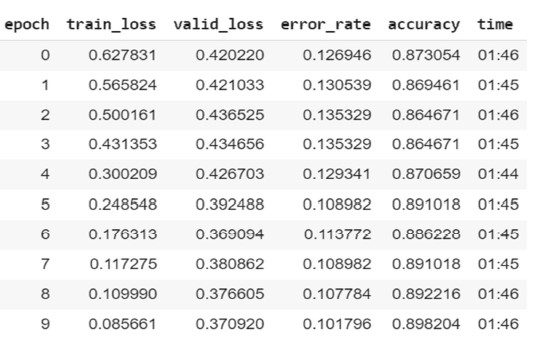 epoch train_loss valid_loss error_rate accuracy time
0 0.627831 0.420220 0.126946 0.873054 01:46
1 0.565824 0.421033 0.130539 0.869461 01:45
2 0.500161 0.436525 0.135329 0.864671 01:46
3 0.431353 0.434656 0.135329 0.864671 01:45
4 0.300209 0.426703 0.129341 0.870659 01:44
5 0.248548 0.392488 0.108982 0.891018 01:45
6 0.176313 0.369094 0.113772 0.886228 01:45
7 0.117275 0.380862 0.108982 0.891018 01:45
8 0.109990 0.376605 0.107784 0.892216 01:46
9 0.085661 0.370920 0.101796 0.898204 01:46